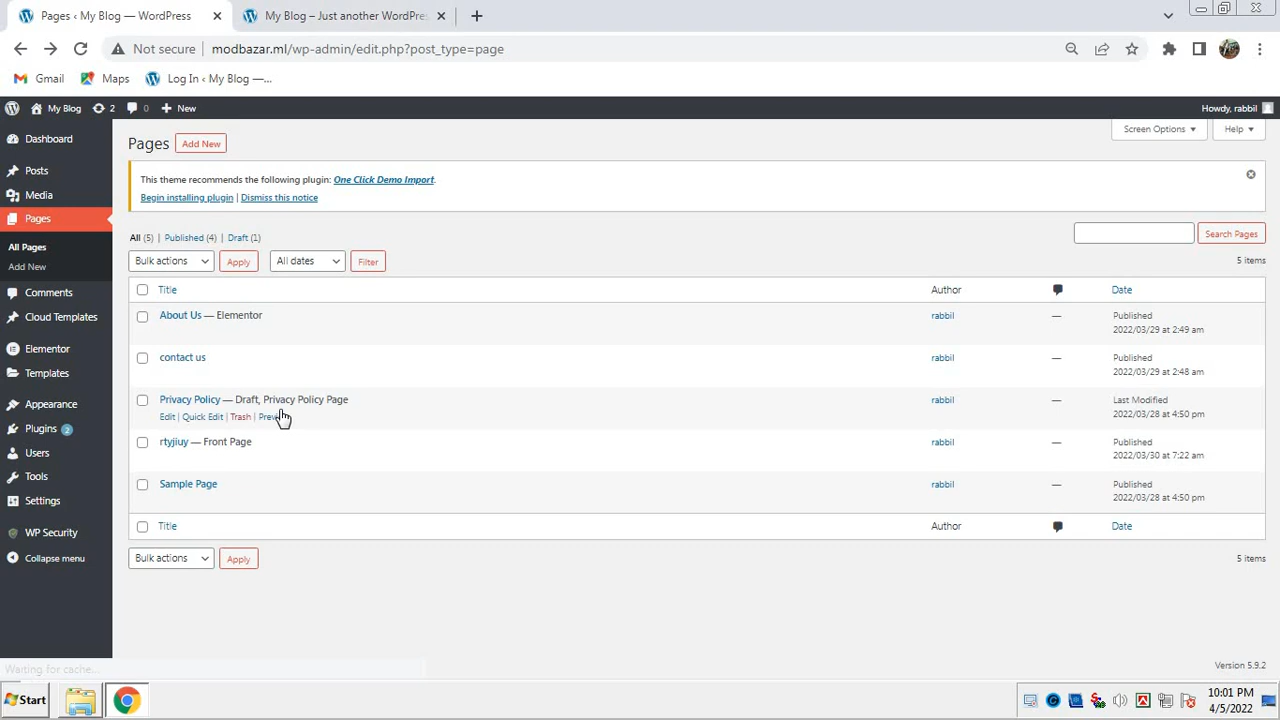 Pages ‹ My Blog — WordPress
My Blog – Just another WordPres
Not secure modbazar.ml/wp-admin/edit.php?post_type=page
Gmail Maps Log In ‹ My Blog —...
My Blog 2 0 New Howdy, rabbil
Dashboard
Posts
Media
Pages
All Pages
Add New
Comments
Cloud Templates
Elementor
Templates
Appearance
Plugins 2
Users
Tools
Settings
WP Security
Collapse menu
Screen Options Help
Pages Add New
This theme recommends the following plugin: One Click Demo Import.
Begin installing plugin | Dismiss this notice
All (5) | Published (4) | Draft (1)
Search Pages
Bulk actions Apply All dates Filter 5 items
Title Author Date
About Us — Elementor rabbil — Published
2022/03/29 at 2:49 am
contact us rabbil — Published
2022/03/29 at 2:48 am
Privacy Policy — Draft, Privacy Policy Page rabbil — Last Modified
Edit | Quick Edit | Trash | 2022/03/28 at 4:50 pm
rtyjiuy — Front Page rabbil — Published
2022/03/30 at 7:22 am
Sample Page rabbil — Published
2022/03/28 at 4:50 pm
Title Author Date
Bulk actions Apply 5 items
Waiting for cache...
Version 5.9.2
Start
10:01 PM
4/5/2022